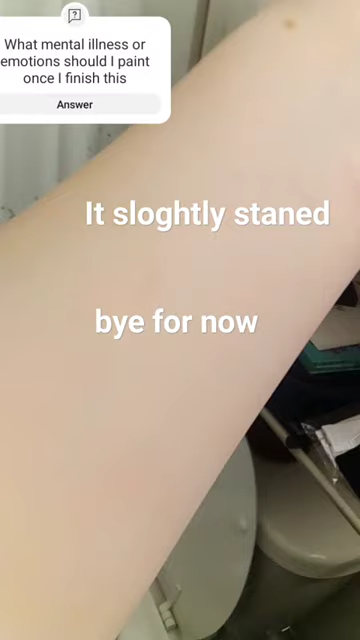 What mental illness or
emotions should I paint
once I finish this
Answer
It sloghtly staned
bye for now